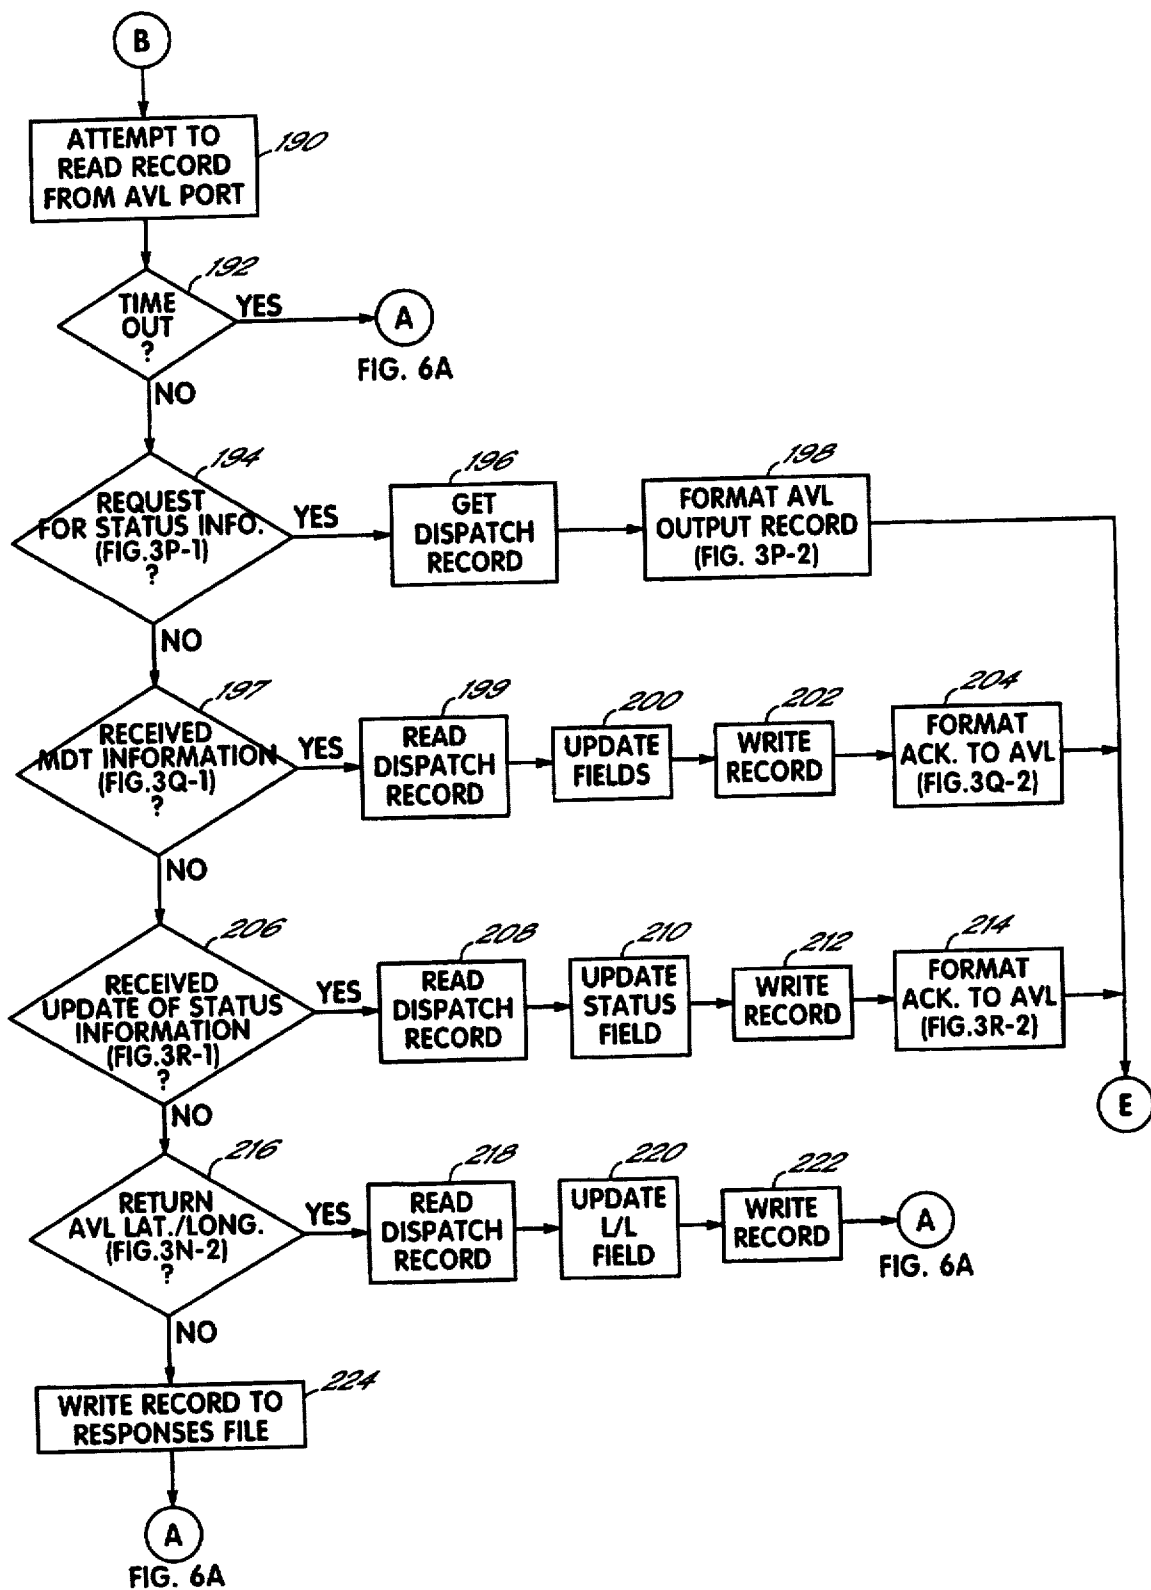 B
ATTEMPT TO
READ RECORD
FROM AVL PORT
190
TIME
OUT
?
192
YES
A
FIG. 6A
NO
REQUEST
FOR STATUS INFO.
(FIG.3P-1)
?
194
YES
GET
DISPATCH
RECORD
196
FORMAT AVL
OUTPUT RECORD
(FIG. 3P-2)
198
NO
RECEIVED
MDT INFORMATION
(FIG.3Q-1)
?
197
YES
READ
DISPATCH
RECORD
199
UPDATE
FIELDS
200
WRITE
RECORD
202
FORMAT
ACK. TO AVL
(FIG.3Q-2)
204
NO
RECEIVED
UPDATE OF STATUS
INFORMATION
(FIG.3R-1)
?
206
YES
READ
DISPATCH
RECORD
208
UPDATE
STATUS
FIELD
210
WRITE
RECORD
212
FORMAT
ACK. TO AVL
(FIG.3R-2)
214
E
NO
RETURN
AVL LAT./LONG.
(FIG.3N-2)
?
216
YES
READ
DISPATCH
RECORD
218
UPDATE
L/L
FIELD
220
WRITE
RECORD
222
A
FIG. 6A
NO
WRITE RECORD TO
RESPONSES FILE
224
A
FIG. 6A